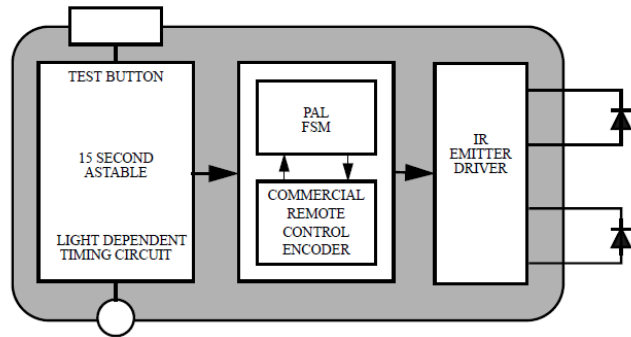 TEST BUTTON
15 SECOND
ASTABLE
LIGHT DEPENDENT
TIMING CIRCUIT
PAL
FSM
COMMERCIAL
REMOTE
CONTROL
ENCODER
IR
EMITTER
DRIVER